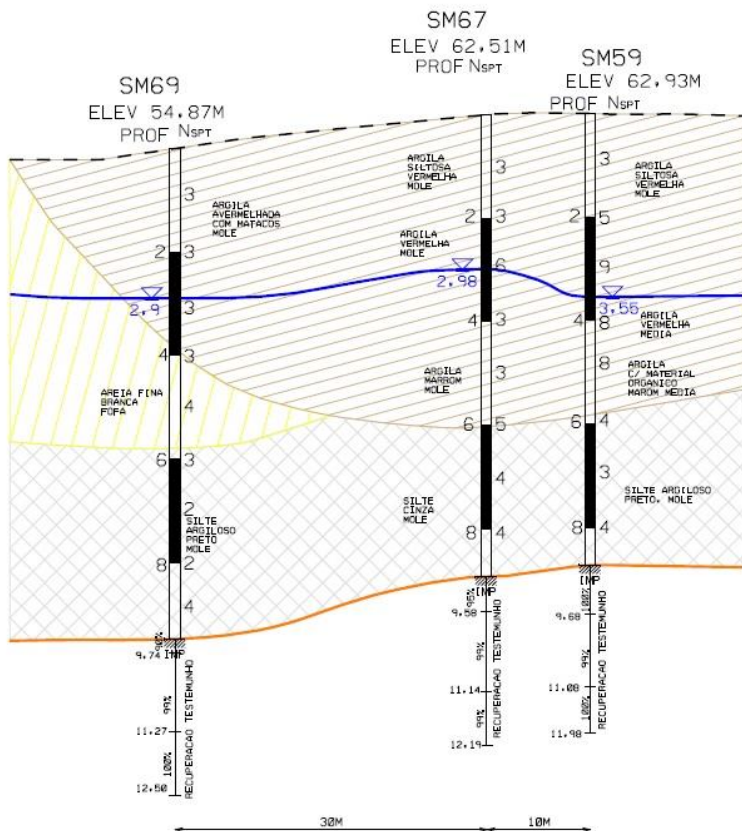 SM67
ELEV 62,51M
PROF NSPT
SM59
ELEV 62,93M
PROF NSPT
SM69
ELEV 54,87M
PROF NSPT
3
ARGILA
AVERMELHADA
COM MATACOS
MOLE
2
3
2,9
3
4
3
AREIA FINA
BRANCA
FOFA
4
6
3
2
SILTE
ARGILOSO
PRETO
MOLE
8
2
4
90%
IMP
9.74
99%
11.27
100%
12.50
RECUPERACAO TESTEMUNHO
ARGILA
SILTOSA
VERMELHA
MOLE
3
2
3
ARGILA
VERMELHA
MOLE
6
2,98
4
3
ARGILA
MARROM
MOLE
3
6
5
4
SILTE
CINZA
MOLE
8
4
IMP
95%
9.58
99%
11.14
99%
12.19
RECUPERACAO TESTEMUNHO
3
ARGILA
SILTOSA
VERMELHA
MOLE
2
5
9
3,55
4
8
ARGILA
VERMELHA
MEDIA
8
ARGILA
C/ MATERIAL
ORGANICO
MAROM MEDIA
6
4
3
SILTE ARGILOSO
PRETO, MOLE
8
4
IMP
100%
9.68
99%
11.08
100%
11.98
RECUPERACAO TESTEMUNHO
30M
10M